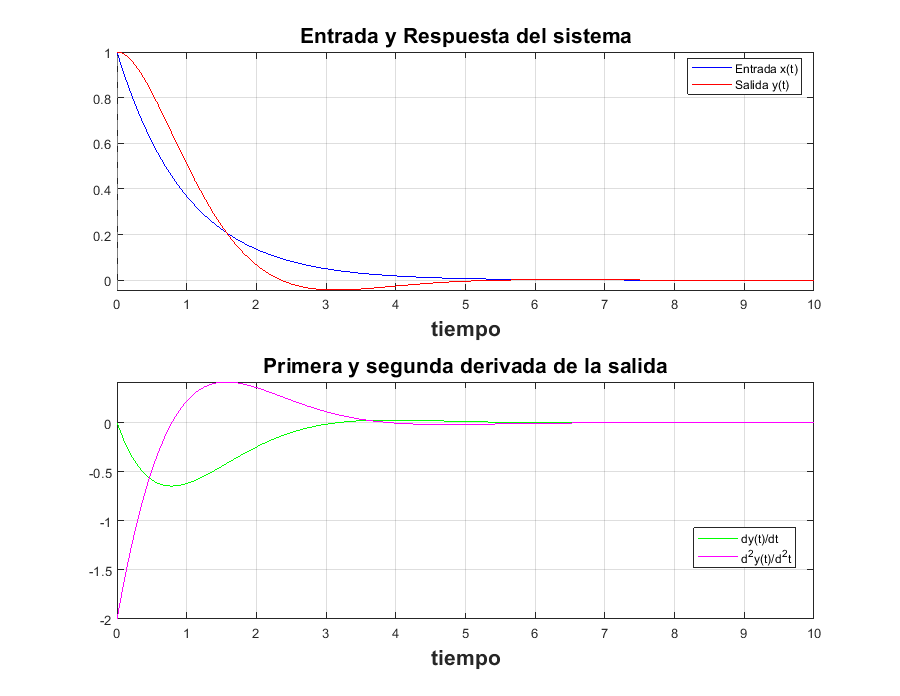 Entrada y Respuesta del sistema
1
0.8
0.6
0.4
0.2
0
Entrada x(t)
Salida y(t)
0 1 2 3 4 5 6 7 8 9 10
tiempo
Primera y segunda derivada de la salida
0
-0.5
-1
-1.5
-2
dy(t)/dt
d²y(t)/d²t
0 1 2 3 4 5 6 7 8 9 10
tiempo